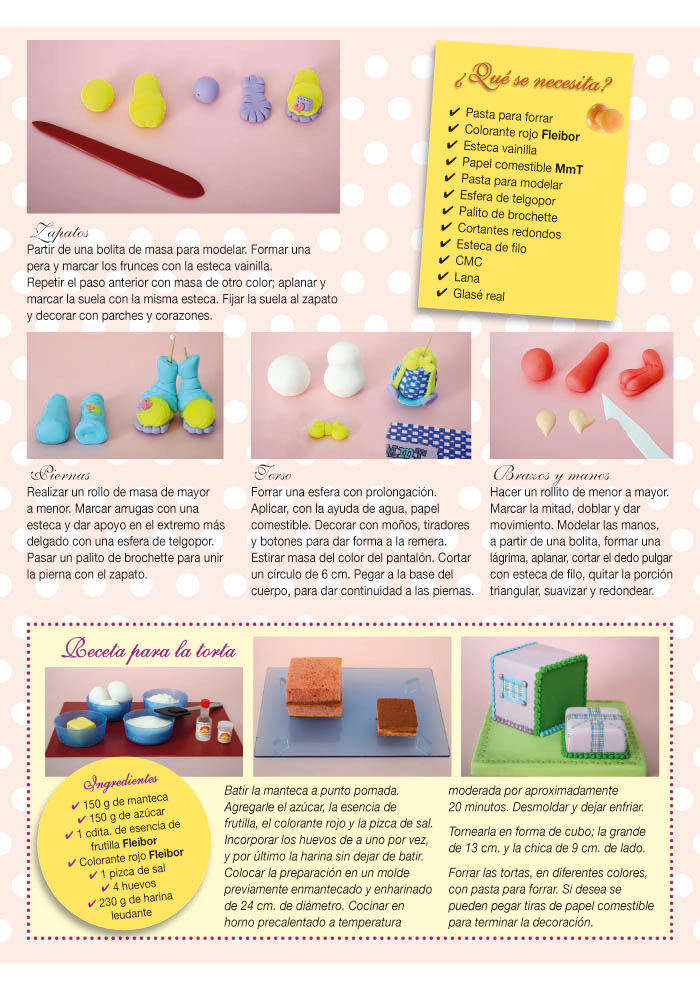 ¿Qué se necesita?
✔ Pasta para forrar
✔ Colorante rojo Fleibor
✔ Esteca vainilla
✔ Papel comestible MmT
✔ Pasta para modelar
✔ Esfera de telgopor
✔ Palito de brochette
✔ Cortantes redondos
✔ Esteca de filo
✔ CMC
✔ Lana
✔ Glasé real
Zapatos
Partir de una bolita de masa para modelar. Formar una
pera y marcar los frunces con la esteca vainilla.
Repetir el paso anterior con masa de otro color; aplanar y
marcar la suela con la misma esteca. Fijar la suela al zapato
y decorar con parches y corazones.
Piernas
Realizar un rollo de masa de mayor
a menor. Marcar arrugas con una
esteca y dar apoyo en el extremo más
delgado con una esfera de telgopor.
Pasar un palito de brochette para unir
la pierna con el zapato.
Torso
Forrar una esfera con prolongación.
Aplicar, con la ayuda de agua, papel
comestible. Decorar con moños, tiradores
y botones para dar forma a la remera.
Estirar masa del color del pantalón. Cortar
un círculo de 6 cm. Pegar a la base del
cuerpo, para dar continuidad a las piernas.
Brazos y manos
Hacer un rollito de menor a mayor.
Marcar la mitad, doblar y dar
movimiento. Modelar las manos,
a partir de una bolita, formar una
lágrima, aplanar, cortar el dedo pulgar
con esteca de filo, quitar la porción
triangular, suavizar y redondear.
Receta para la torta
Ingredientes
✔ 150 g de manteca
✔ 150 g de azúcar
✔ 1 cdita. de esencia de
frutilla Fleibor
✔ Colorante rojo Fleibor
✔ 1 pizca de sal
✔ 4 huevos
✔ 230 g de harina
leudante
Batir la manteca a punto pomada.
Agregarle el azúcar, la esencia de
frutilla, el colorante rojo y la pizca de sal.
Incorporar los huevos de a uno por vez,
y por último la harina sin dejar de batir.
Colocar la preparación en un molde
previamente enmantecado y enharinado
de 24 cm. de diámetro. Cocinar en
horno precalentado a temperatura
moderada por aproximadamente
20 minutos. Desmoldar y dejar enfriar.
Tornearla en forma de cubo; la grande
de 13 cm. y la chica de 9 cm. de lado.
Forrar las tortas, en diferentes colores,
con pasta para forrar. Si desea se
pueden pegar tiras de papel comestible
para terminar la decoración.